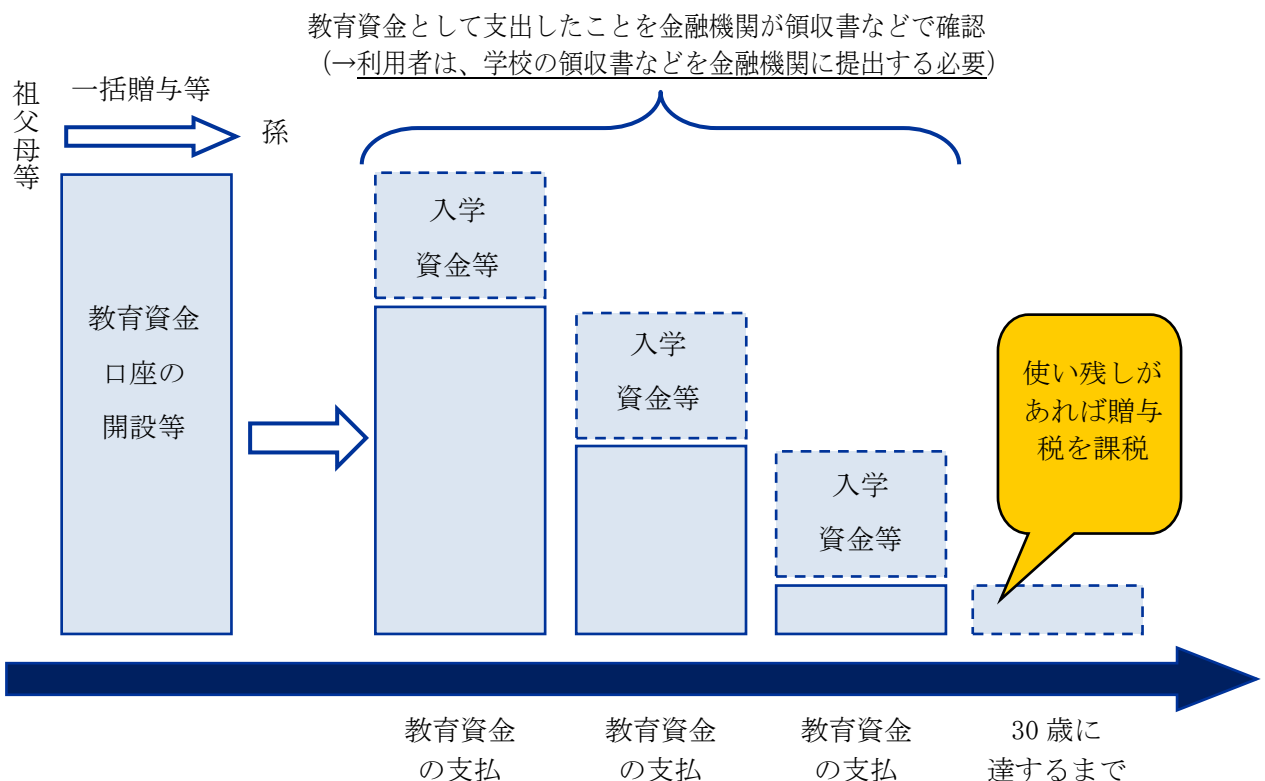 教育資金として支出したことを金融機関が領収書などで確認
(→利用者は、学校の領収書などを金融機関に提出する必要)
祖父母等
一括贈与等
孫
教育資金
口座の
開設等
入学
資金等
入学
資金等
入学
資金等
使い残しが
あれば贈与
税を課税
教育資金
の支払
教育資金
の支払
教育資金
の支払
30 歳に
達するまで